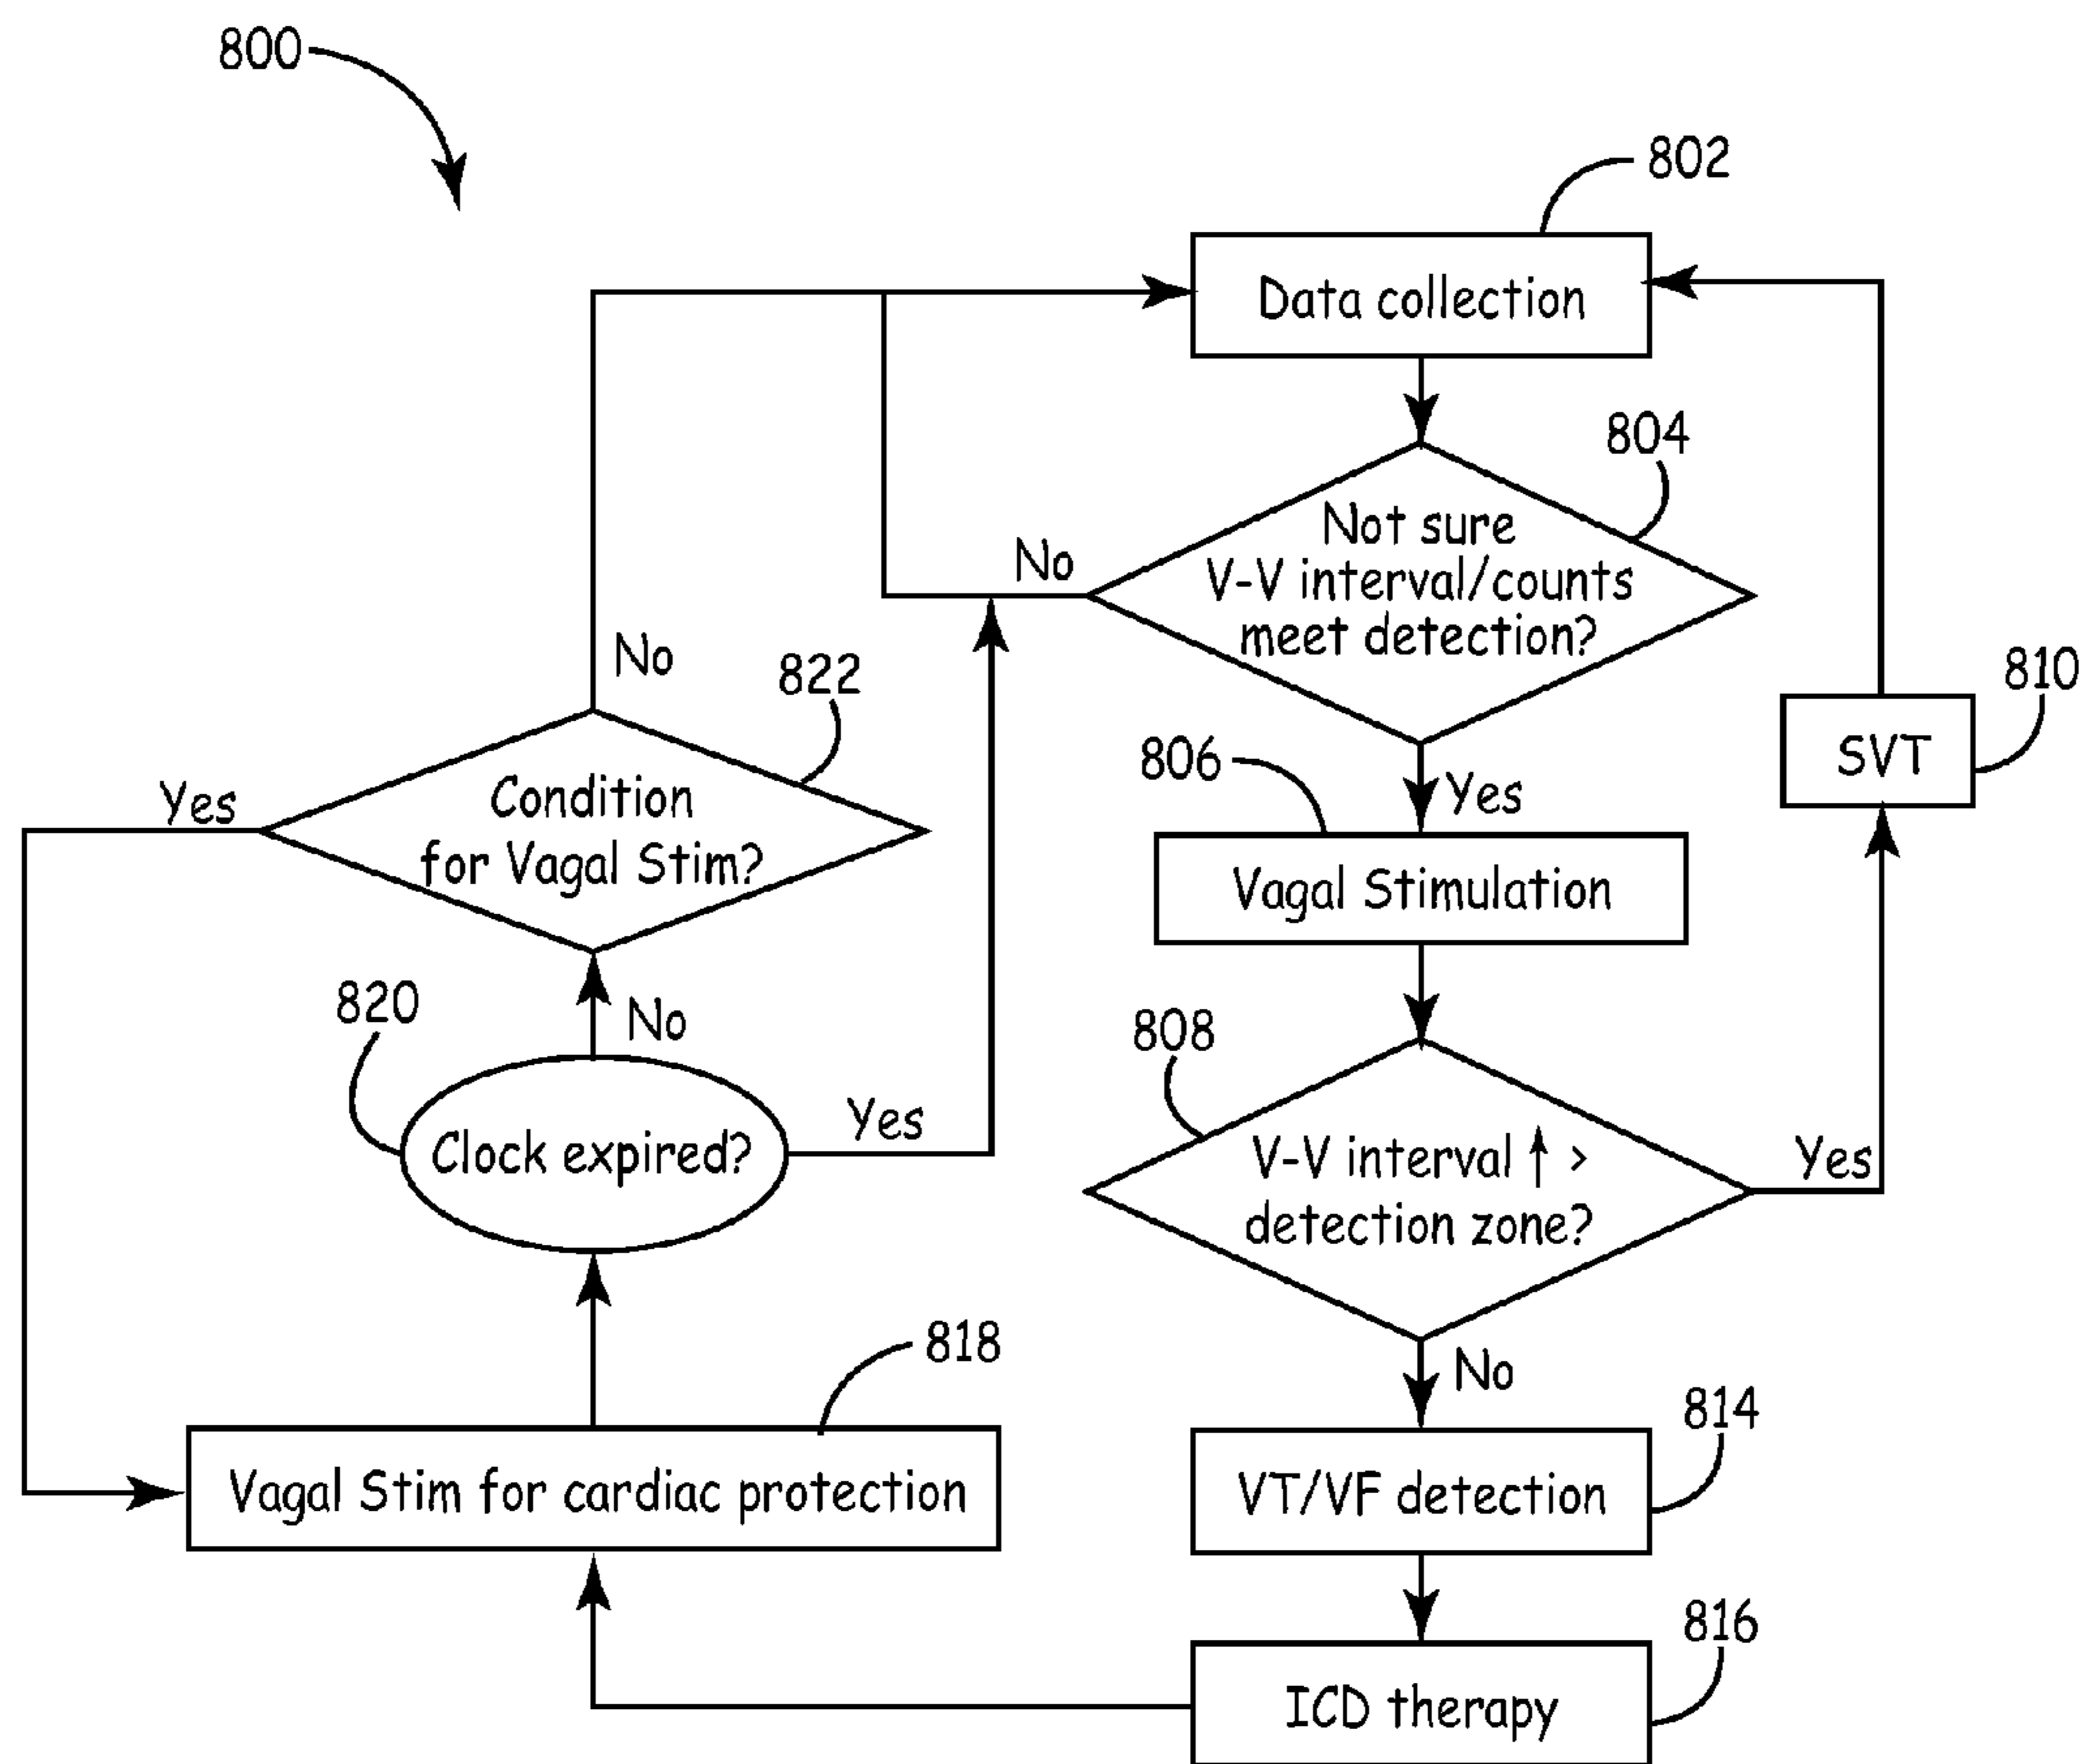 800
802
Data collection
804
Not sure
V-V interval/counts
meet detection?
No
Yes
806
Vagal Stimulation
808
V-V interval ↑ >
detection zone?
Yes
810
SVT
No
814
VT/VF detection
816
ICD therapy
818
Vagal Stim for cardiac protection
820
Clock expired?
Yes
No
822
Condition
for Vagal Stim?
Yes
No